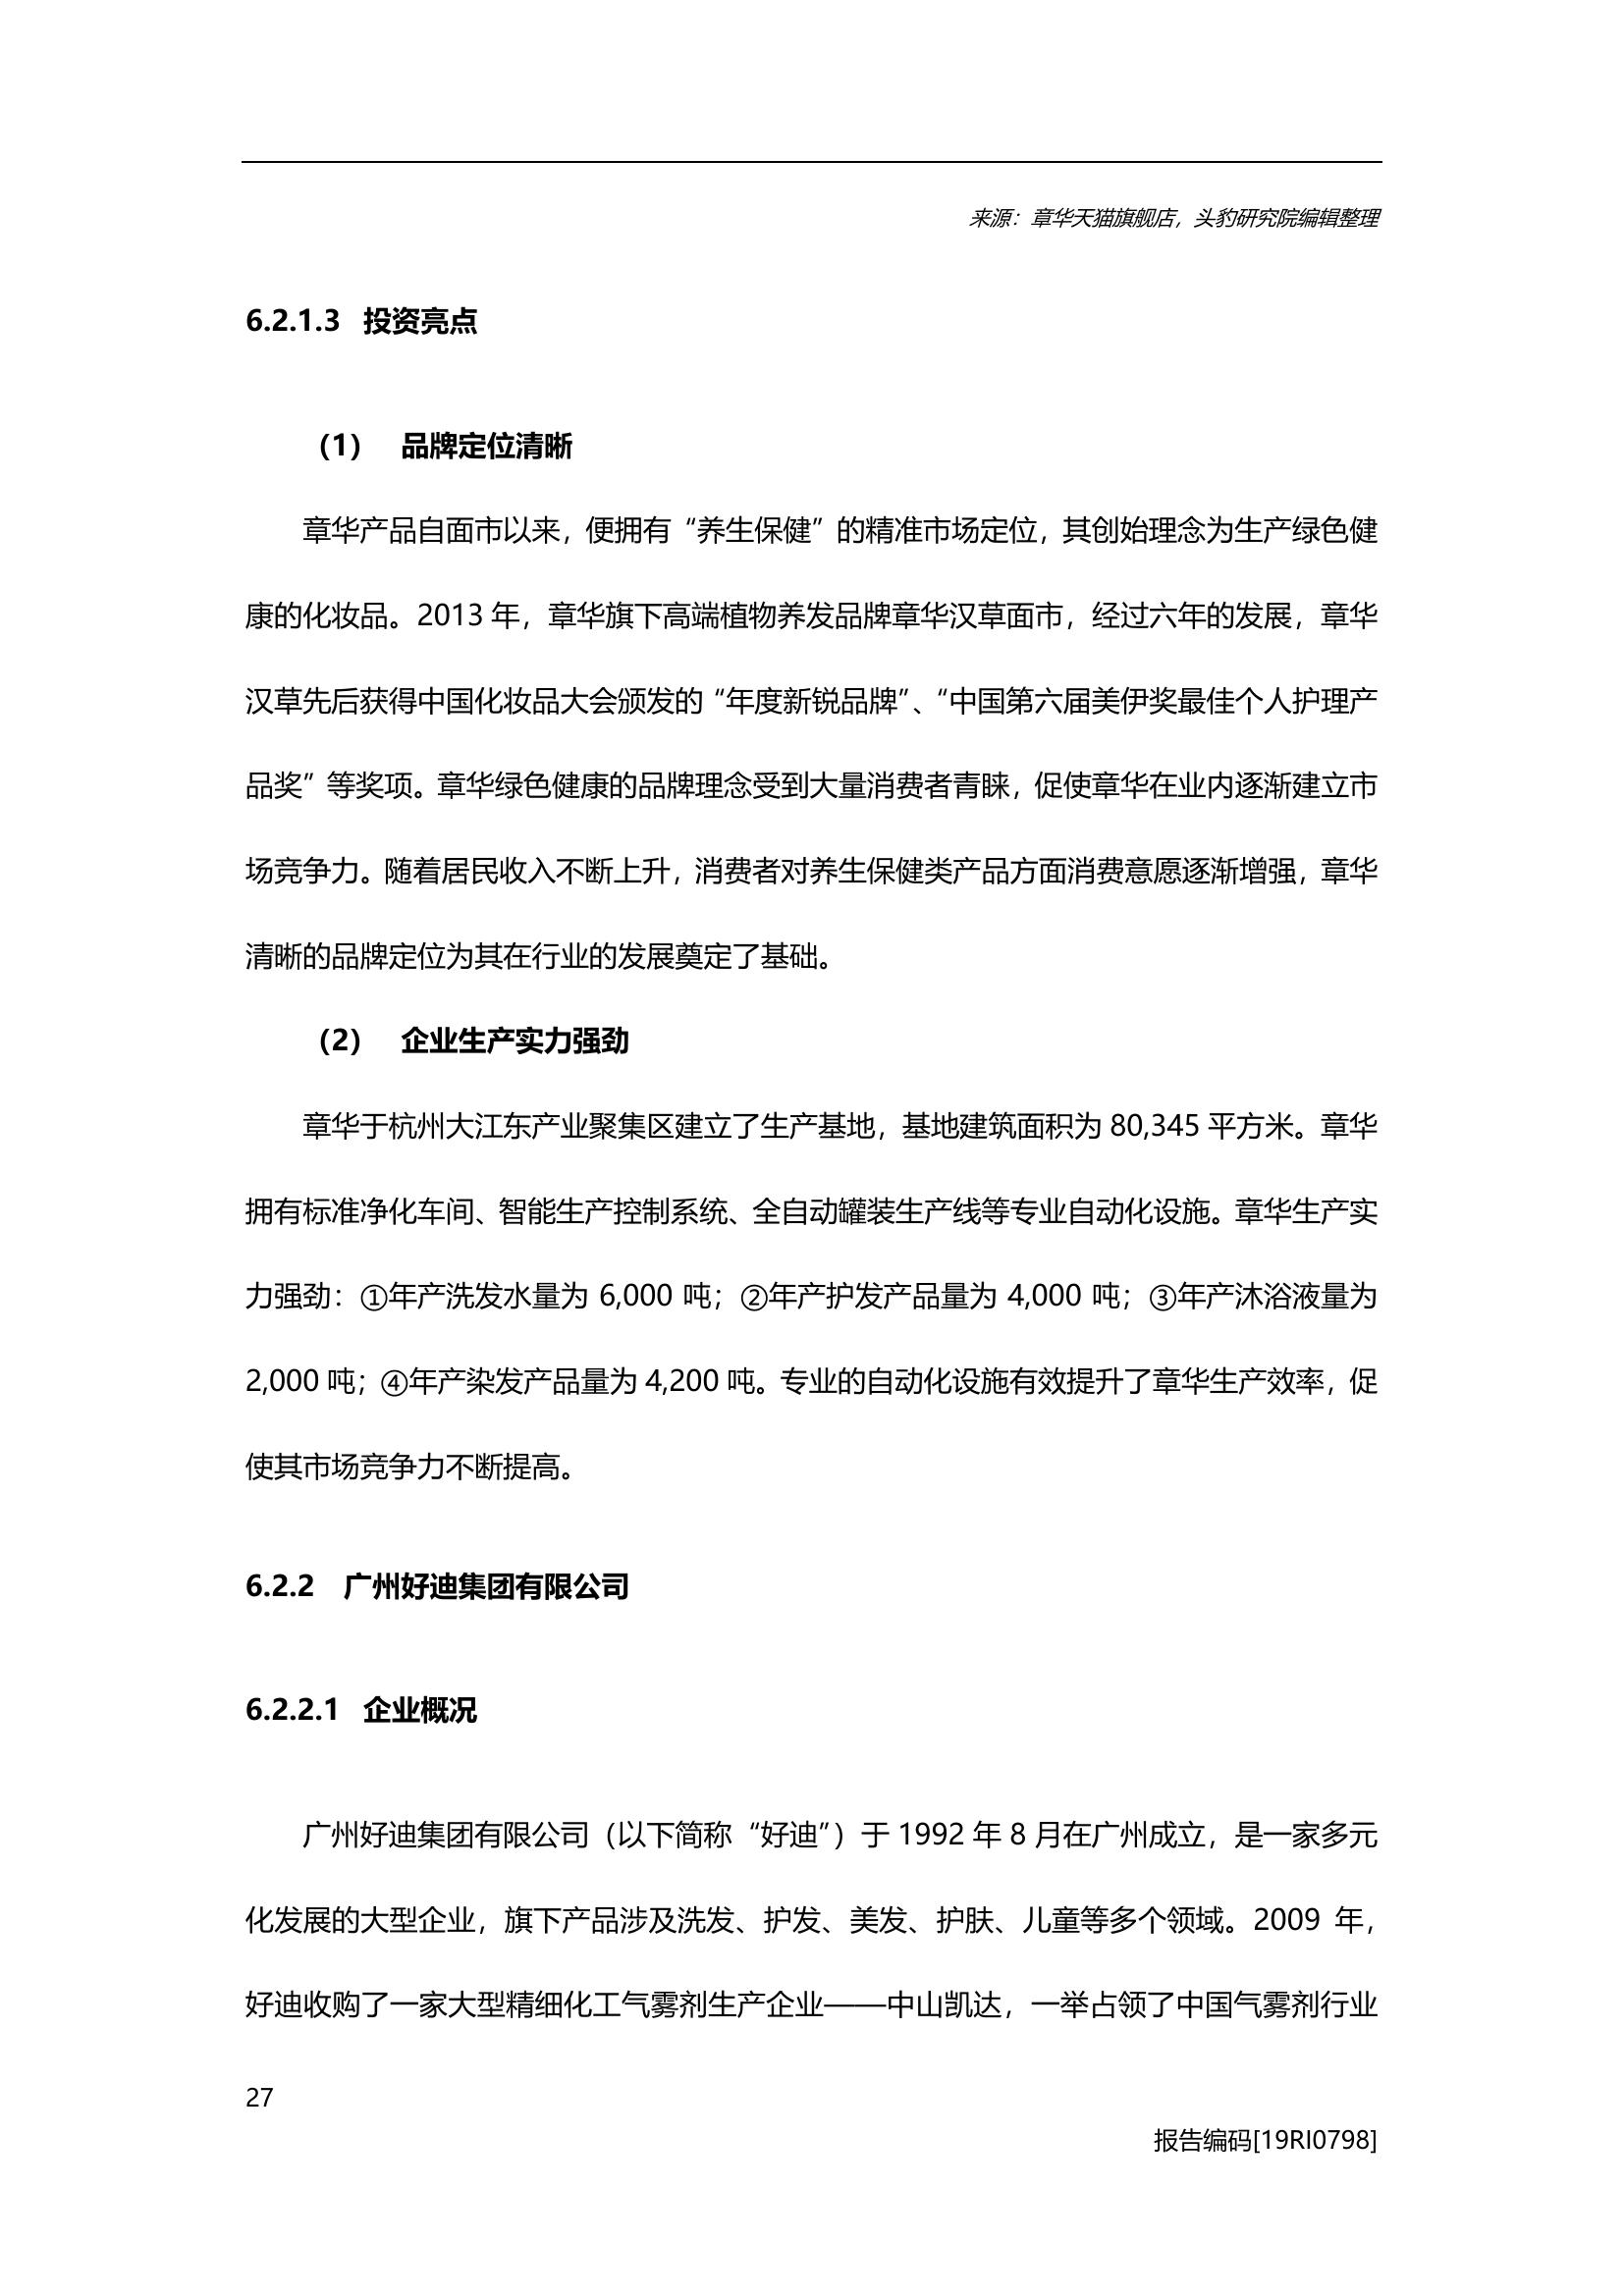 来源：章华天猫旗舰店，头豹研究院编辑整理
6.2.1.3 投资亮点
（1） 品牌定位清晰
章华产品自面市以来，便拥有“养生保健”的精准市场定位，其创始理念为生产绿色健
康的化妆品。2013 年，章华旗下高端植物养发品牌章华汉草面市，经过六年的发展，章华
汉草先后获得中国化妆品大会颁发的“年度新锐品牌”、“中国第六届美伊奖最佳个人护理产
品奖”等奖项。章华绿色健康的品牌理念受到大量消费者青睐，促使章华在业内逐渐建立市
场竞争力。随着居民收入不断上升，消费者对养生保健类产品方面消费意愿逐渐增强，章华
清晰的品牌定位为其在行业的发展奠定了基础。
（2） 企业生产实力强劲
章华于杭州大江东产业聚集区建立了生产基地，基地建筑面积为 80,345 平方米。章华
拥有标准净化车间、智能生产控制系统、全自动罐装生产线等专业自动化设施。章华生产实
力强劲：①年产洗发水量为 6,000 吨；②年产护发产品量为 4,000 吨；③年产沐浴液量为
2,000 吨；④年产染发产品量为 4,200 吨。专业的自动化设施有效提升了章华生产效率，促
使其市场竞争力不断提高。
6.2.2 广州好迪集团有限公司
6.2.2.1 企业概况
广州好迪集团有限公司（以下简称“好迪”）于 1992 年 8 月在广州成立，是一家多元
化发展的大型企业，旗下产品涉及洗发、护发、美发、护肤、儿童等多个领域。2009 年，
好迪收购了一家大型精细化工气雾剂生产企业——中山凯达，一举占领了中国气雾剂行业
27
报告编码[19RI0798]